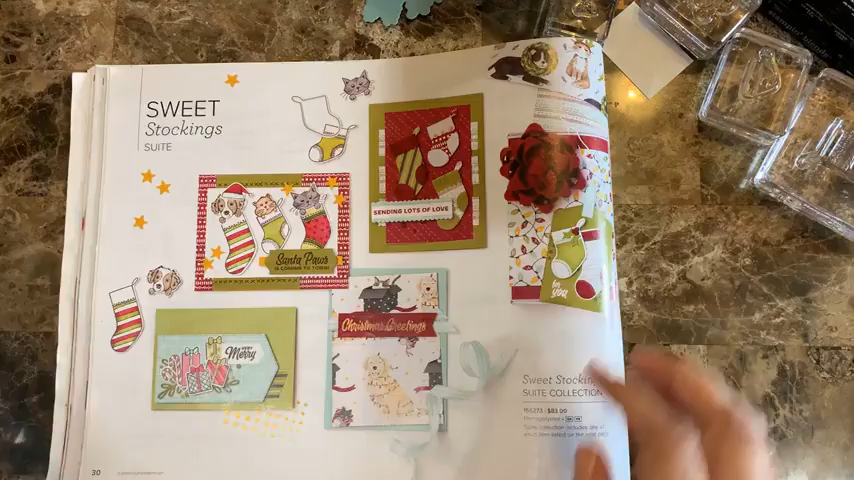 SWEET
Stockings
SUITE
SENDING LOTS OF LOVE
Santa Paws
IS COMING TO TOWN!
Christmas Greetings
Merry
for
you
Sweet Stockin
SUITE COLLECTION
155273 | $83.00
30